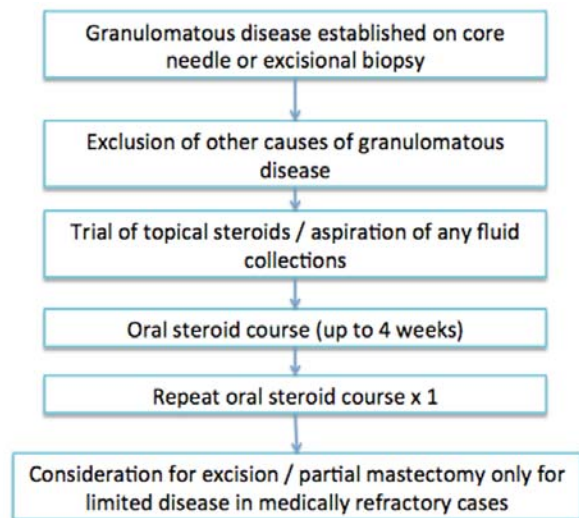 Granulomatous disease established on core
needle or excisional biopsy
Exclusion of other causes of granulomatous
disease
Trial of topical steroids / aspiration of any fluid
collections
Oral steroid course (up to 4 weeks)
Repeat oral steroid course x 1
Consideration for excision / partial mastectomy only for
limited disease in medically refractory cases